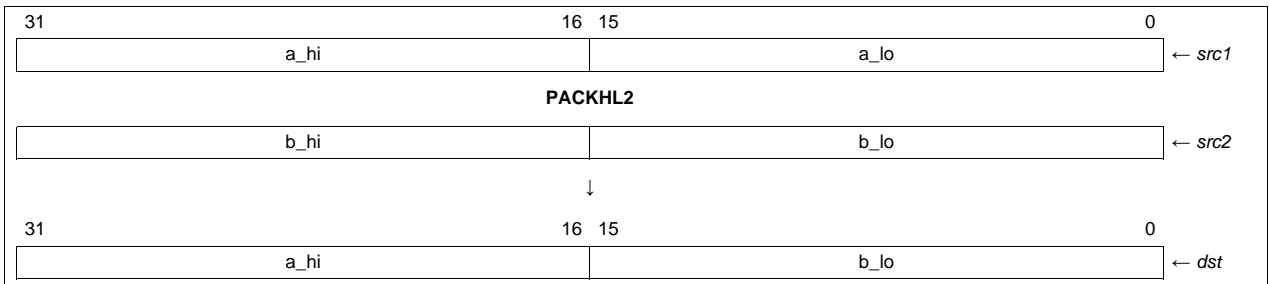 31 16 15 0
a_hi a_lo ← src1
PACKHL2
b_hi b_lo ← src2
↓
31 16 15 0
a_hi b_lo ← dst